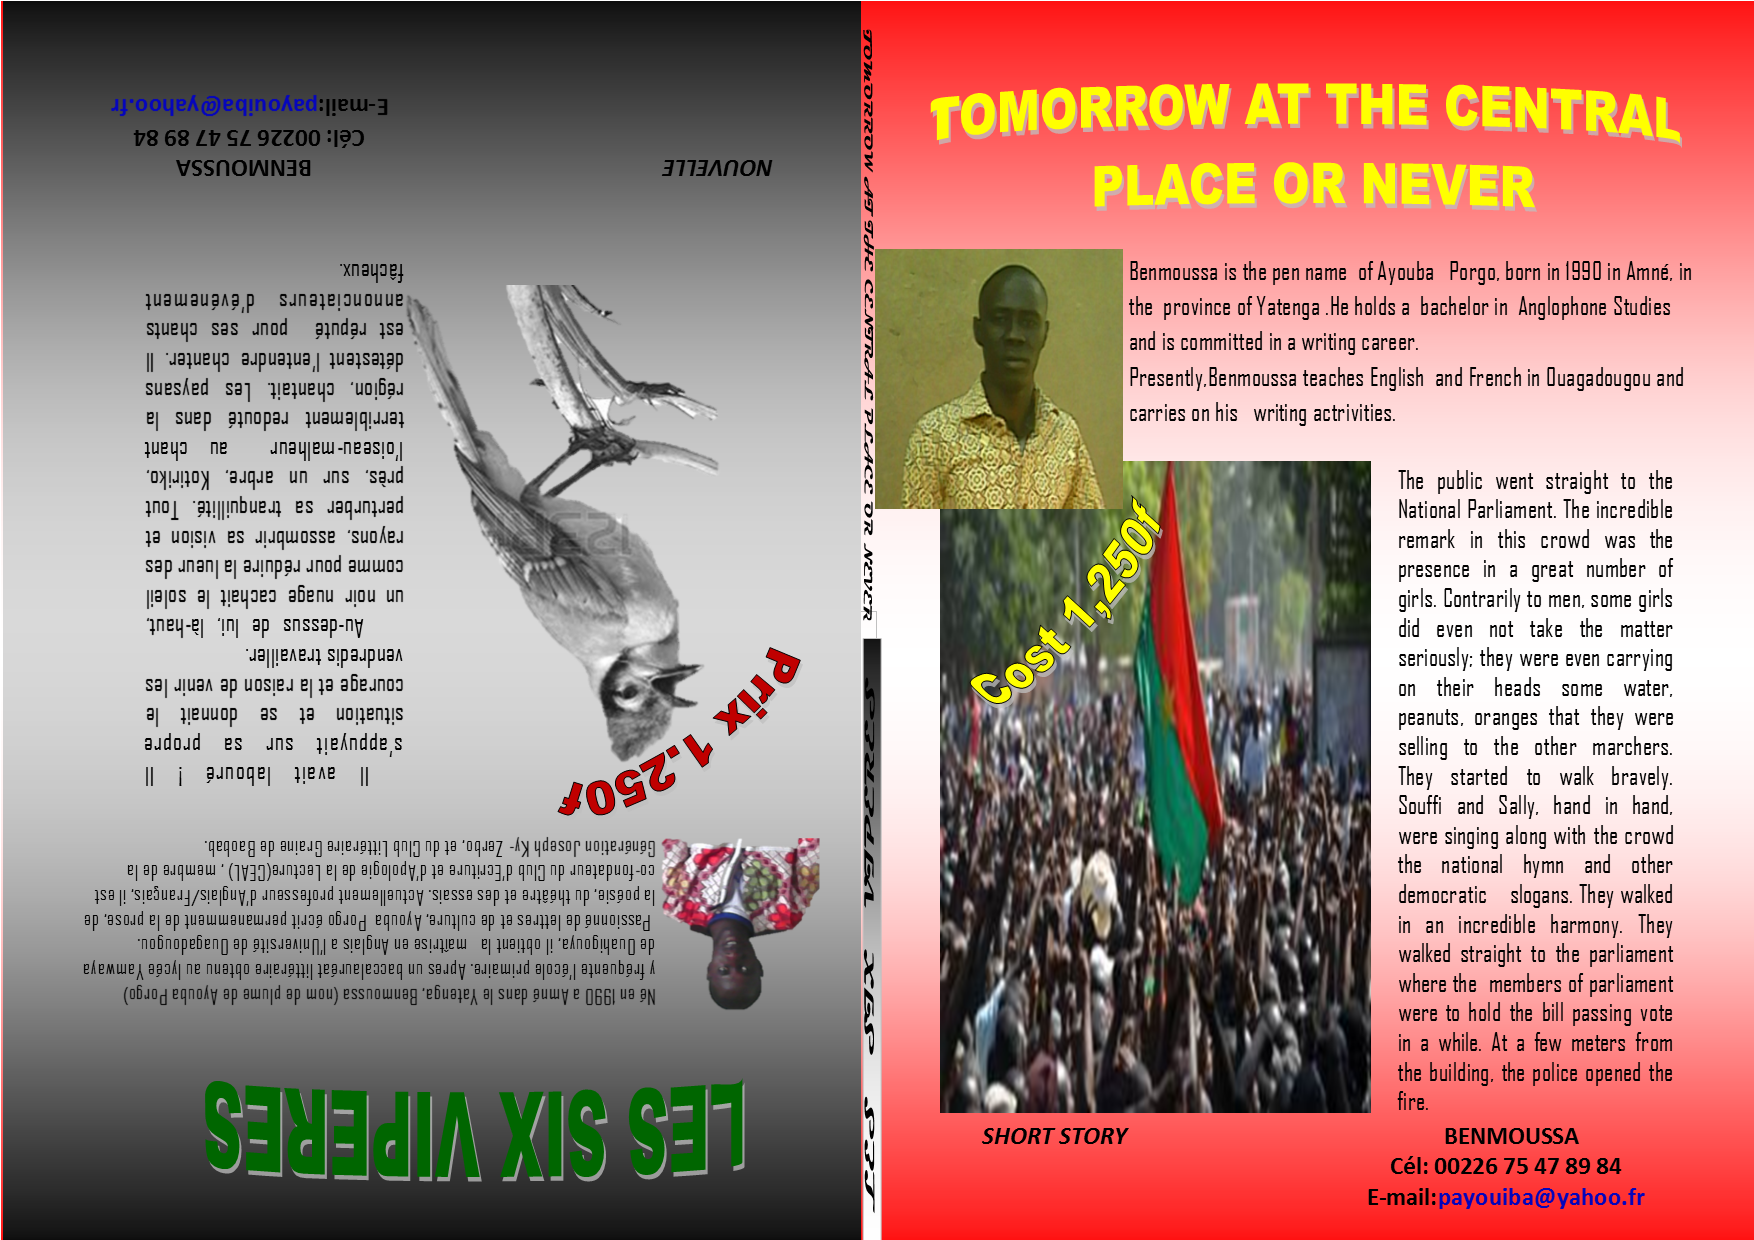 TOMORROW AT THE CENTRAL
PLACE OR NEVER
Benmoussa is the pen name of Ayouba Porgo, born in 1990 in Amné, in
the province of Yatenga .He holds a bachelor in Anglophone Studies
and is committed in a writing career.
Presently,Benmoussa teaches English and French in Ouagadougou and
carries on his writing actrivities.
Cost 1,250f
The public went straight to the
National Parliament. The incredible
remark in this crowd was the
presence in a great number of
girls. Contrarily to men, some girls
did even not take the matter
seriously; they were even carrying
on their heads some water,
peanuts, oranges that they were
selling to the other marchers.
They started to walk bravely.
Souffi and Sally, hand in hand,
were singing along with the crowd
the national hymn and other
democratic slogans. They walked
in an incredible harmony. They
walked straight to the parliament
where the members of parliament
were to hold the bill passing vote
in a while. At a few meters from
the building, the police opened the
fire.
SHORT STORY
BENMOUSSA
Cél: 00226 75 47 89 84
E-mail:payouiba@yahoo.fr
TOMORROW AT THE CENTRAL PLACE OR NEVER
LES SIX VIPERES
LES SIX VIPERES
Né en 1990 a Amné dans le Yatenga, Benmoussa (nom de plume de Ayouba Porgo)
y fréquente l'école primaire. Apres un baccalauréat littéraire obtenu au lycée Yamwaya
de Ouahigouya, il obtient la maîtrise en Anglais a l'Université de Ouagadougou.
Passionné de lettres et de culture, Ayouba Porgo écrit permanemment de la prose, de
la poésie, du théâtre et des essais. Actuellement professeur d'Anglais/Français, il est
co-fondateur du Club d'Ecriture et d'Apologie de la Lecture(CEAL) , membre de la
Génération Joseph Ky- Zerbo, et du Club Littéraire Graine de Baobab.
Prix 1.250f
Il avait labouré ! Il
s'appuyait sur sa propre
situation et se donnait le
courage et la raison de venir les
vendredis travailler.
Au-dessus de lui, là-haut,
un noir nuage cachait le soleil
comme pour réduire la lueur des
rayons, assombrir sa vision et
perturber sa tranquillité. Tout
près, sur un arbre, Kotiriko,
l'oiseau-malheur au chant
terriblement redouté dans la
région, chantait. Les paysans
détestent l'entendre chanter. Il
est réputé pour ses chants
annonciateurs d'événement
fâcheux.
NOUVELLE
BENMOUSSA
Cél: 00226 75 47 89 84
E-mail:payouiba@yahoo.fr